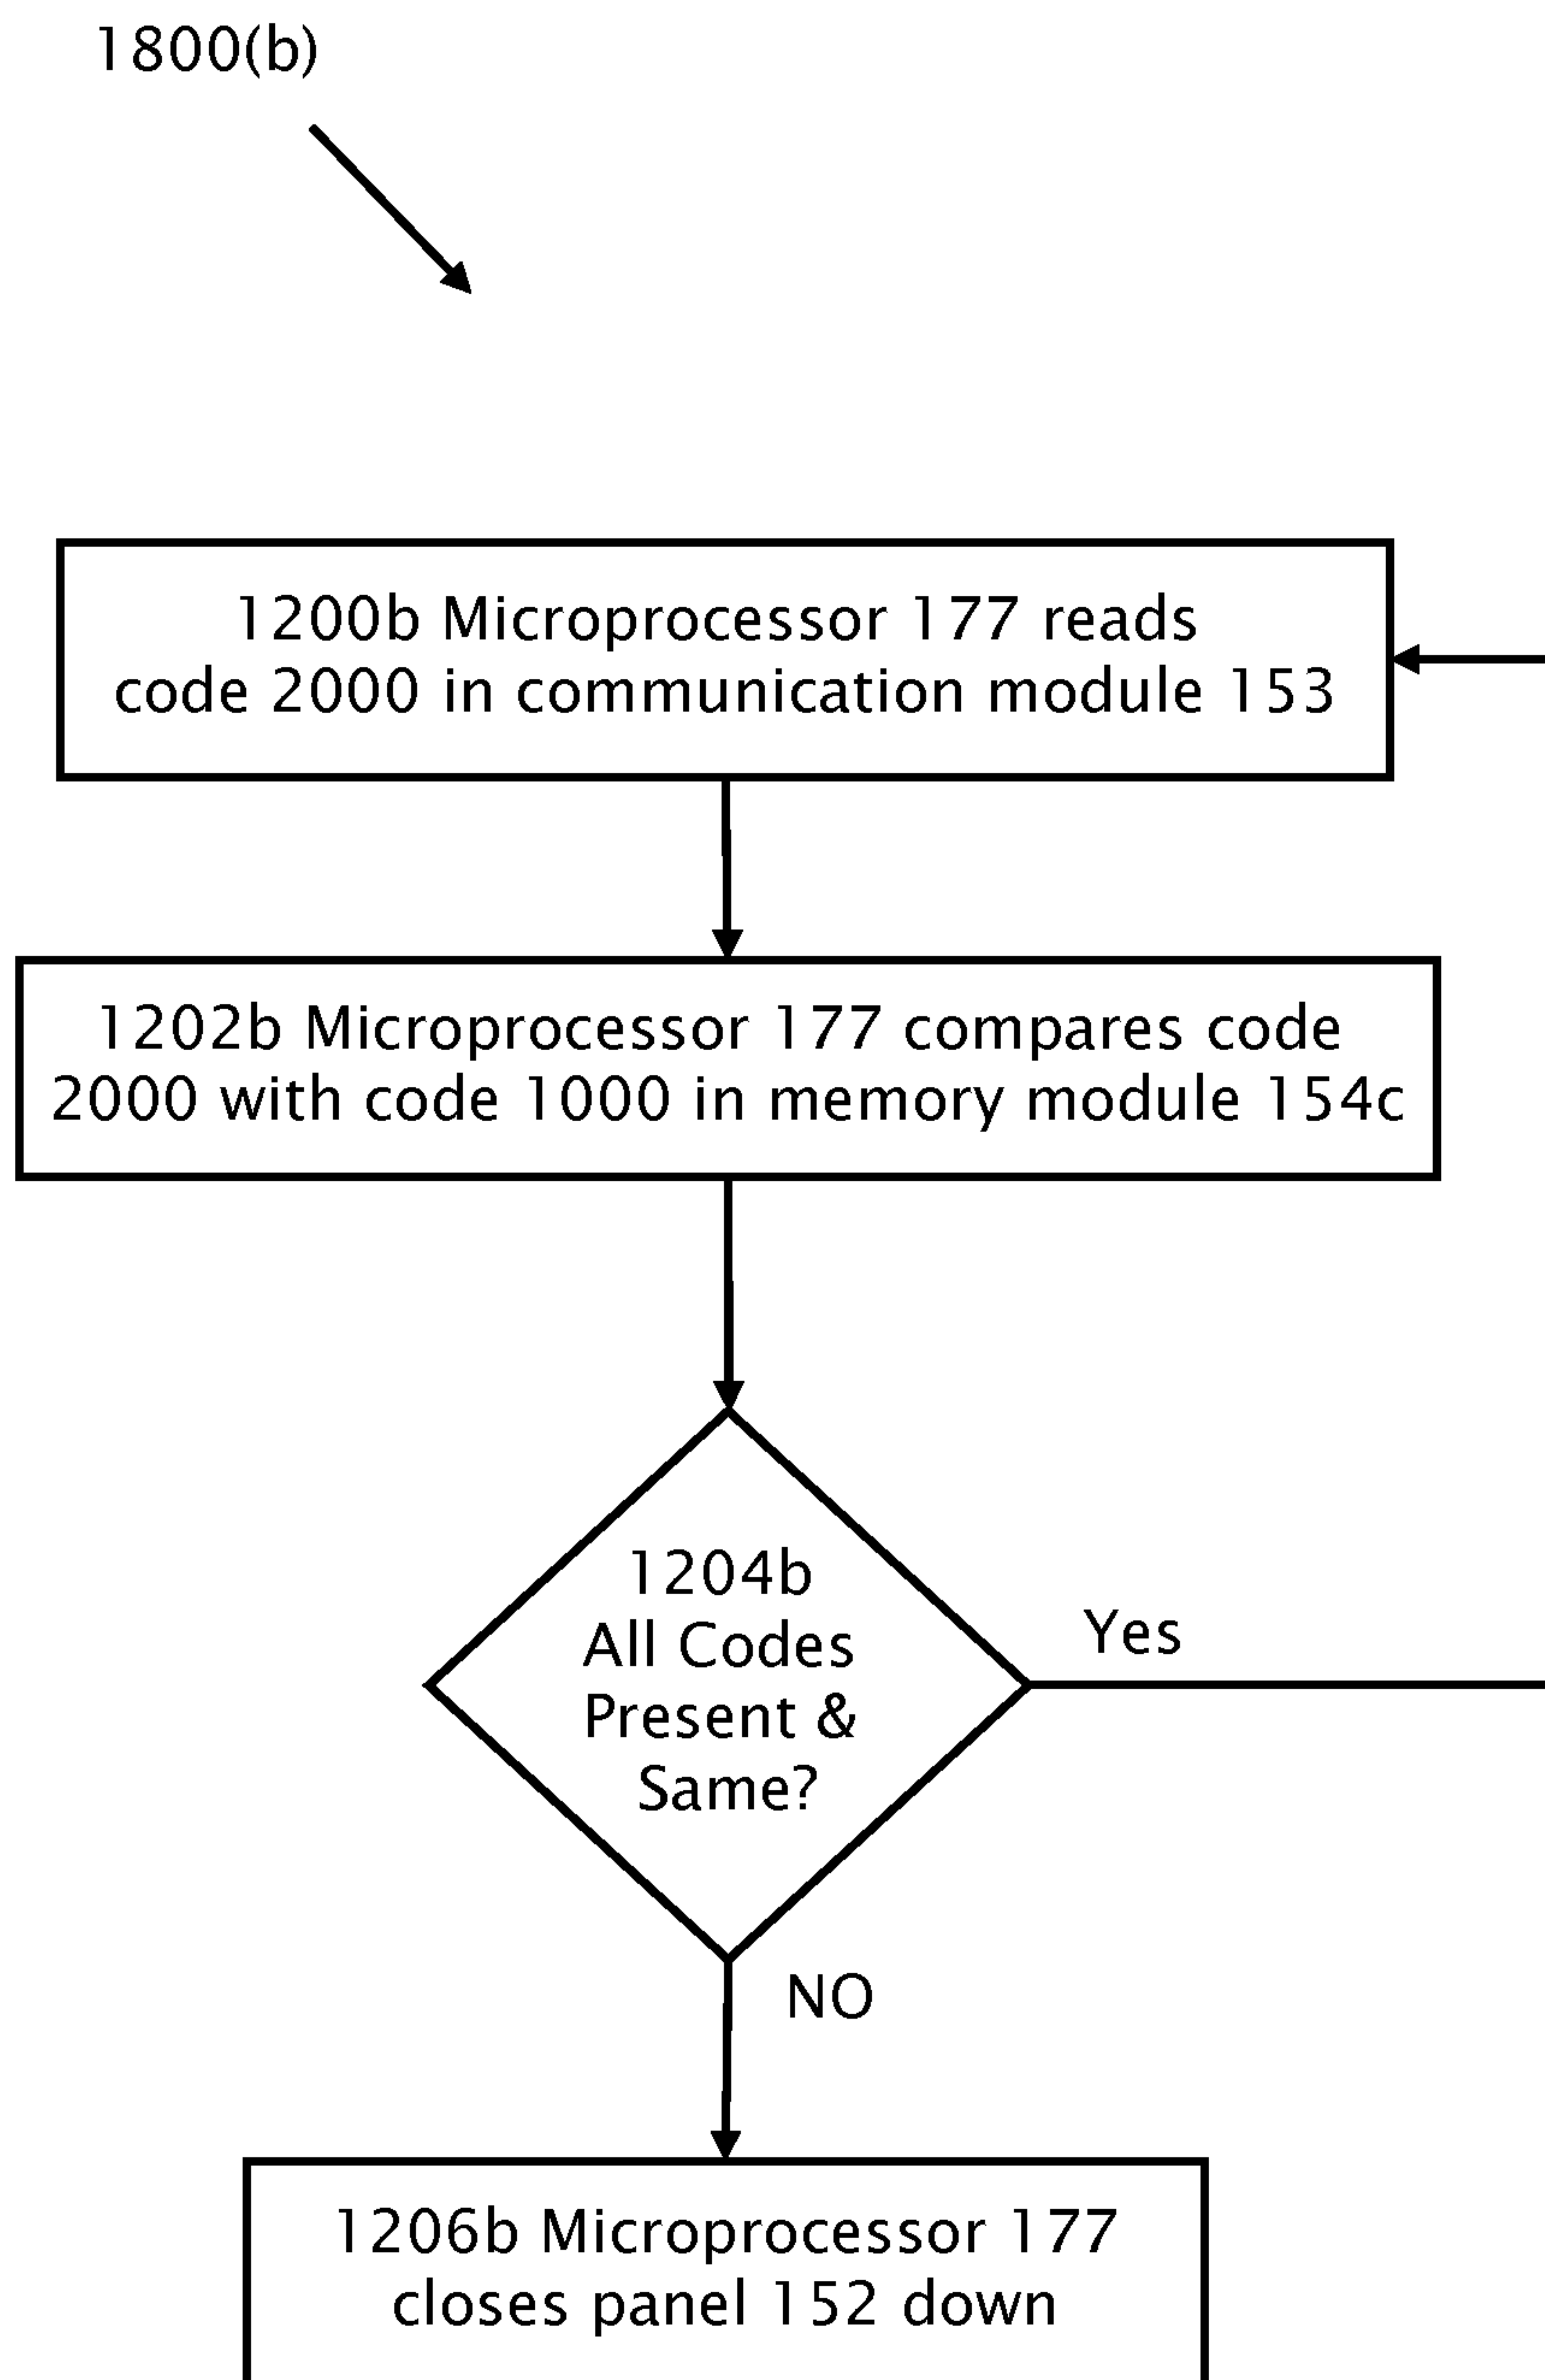 1800(b)
1200b Microprocessor 177 reads
code 2000 in communication module 153
1202b Microprocessor 177 compares code
2000 with code 1000 in memory module 154c
1204b
All Codes
Present &
Same?
Yes
NO
1206b Microprocessor 177
closes panel 152 down